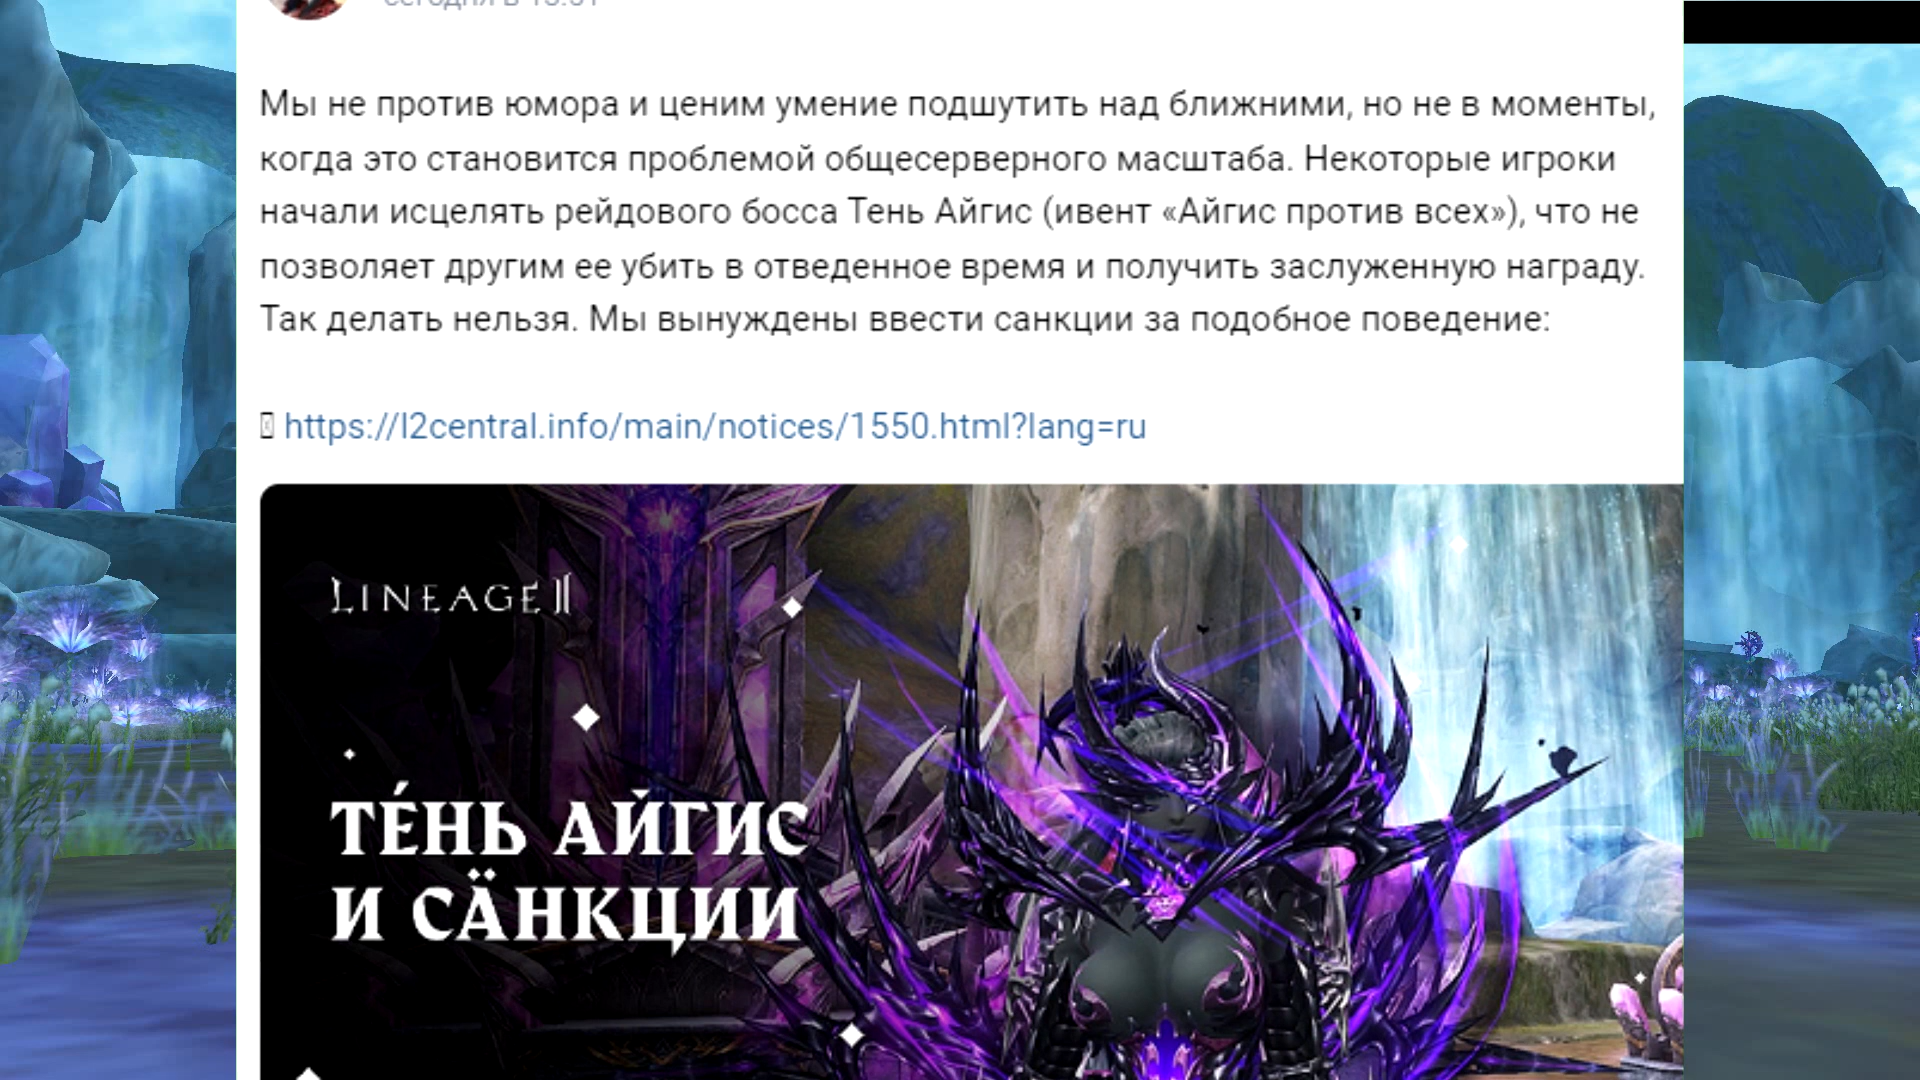 Мы не против юмора и ценим умение подшутить над ближними, но не в моменты,
когда это становится проблемой общесерверного масштаба. Некоторые игроки
начали исцелять рейдового босса Тень Айгис (ивент «Айгис против всех»), что не
позволяет другим ее убить в отведенное время и получить заслуженную награду.
Так делать нельзя. Мы вынуждены ввести санкции за подобное поведение:
https://l2central.info/main/notices/1550.html?lang=ru
LINEAGE II
ТЕ́НЬ АЙГИС
И СӒНКЦИИ